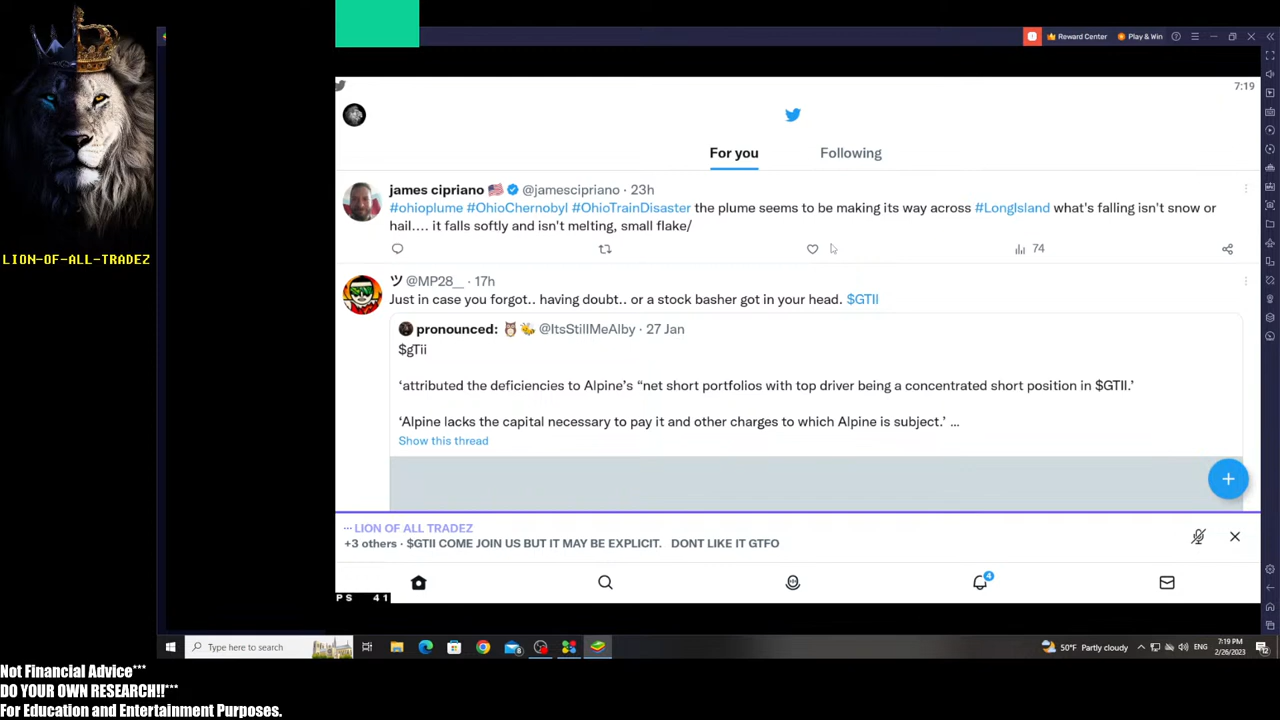 Reward Center
Play & Win
7:19
For you
Following
james cipriano 🇺🇸 @jamescipriano · 23h
#ohioplume #OhioChernobyl #OhioTrainDisaster the plume seems to be making its way across #LongIsland what's falling isn't snow or
hail.... it falls softly and isn't melting, small flake/
74
LION-OF-ALL-TRADEZ
ツ @MP28__ · 17h
Just in case you forgot.. having doubt.. or a stock basher got in your head. $GTII
pronounced: 🦉 🐝 @ItsStillMeAlby · 27 Jan
$gTii
‘attributed the deficiencies to Alpine’s “net short portfolios with top driver being a concentrated short position in $GTII.’
‘Alpine lacks the capital necessary to pay it and other charges to which Alpine is subject.’ ...
Show this thread
LION OF ALL TRADEZ
+3 others · $GTII COME JOIN US BUT IT MAY BE EXPLICIT. DONT LIKE IT GTFO
4
PS 41
Type here to search
50°F Partly cloudy
ENG
7:19 PM
2/26/2023
Not Financial Advice***
DO YOUR OWN RESEARCH!!***
For Education and Entertainment Purposes.